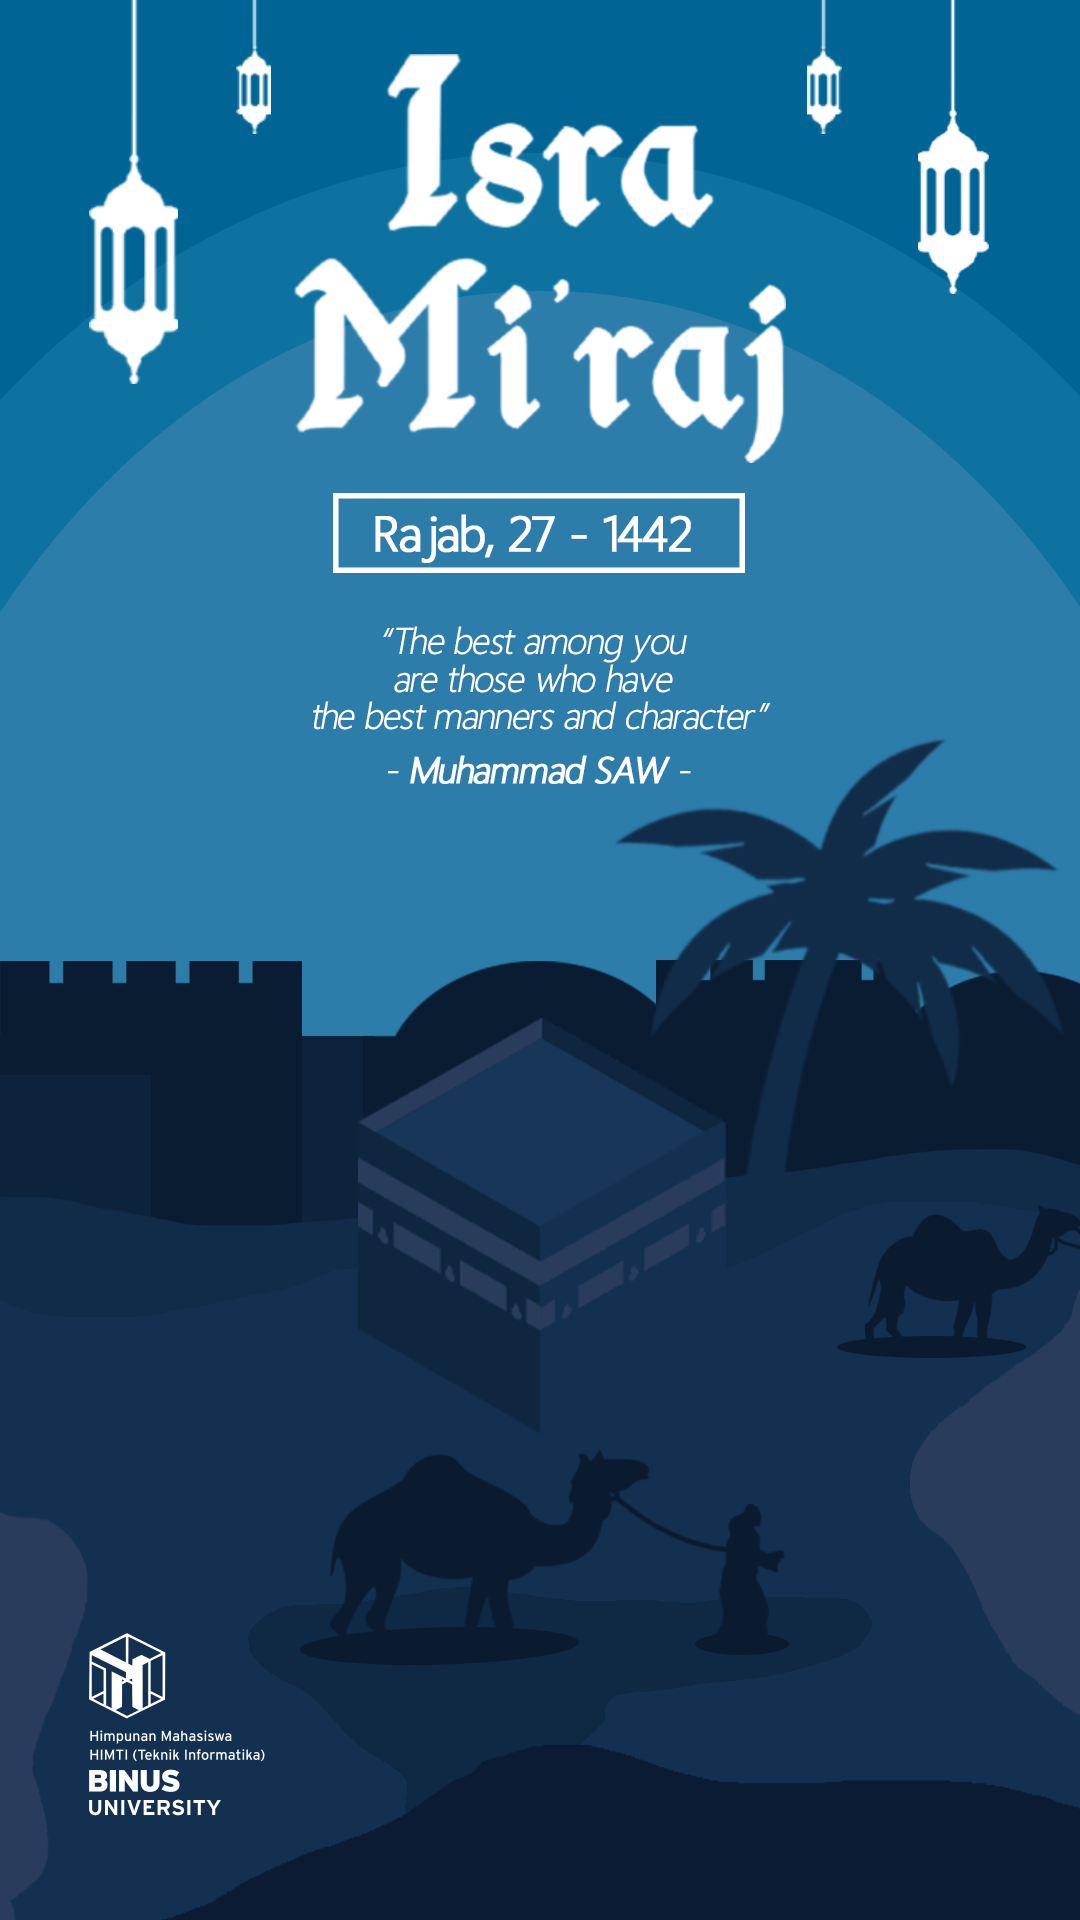 Isra
Mi'raj
Rajab, 27 - 1442
"The best among you
are those who have
the best manners and character"
- Muhammad SAW -
Himpunan Mahasiswa
HIMTI (Teknik Informatika)
BINUS
UNIVERSITY